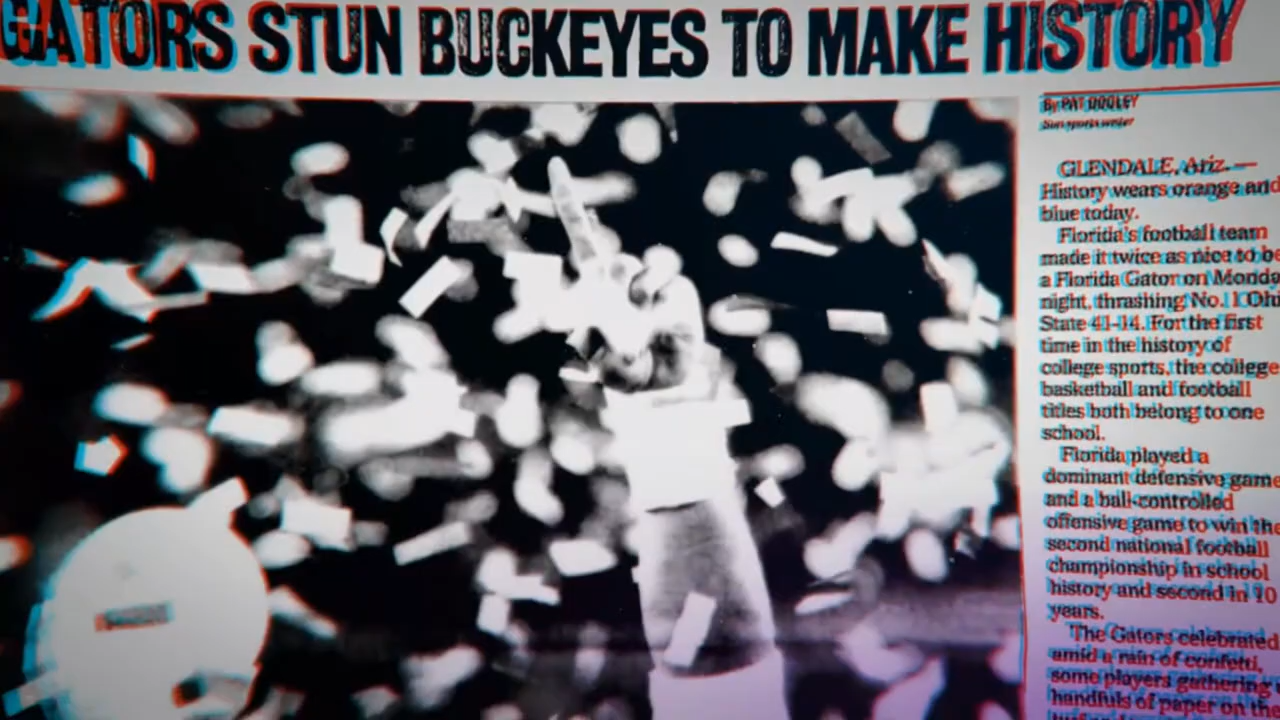 GATORS STUN BUCKEYES TO MAKE HISTORY
By PAT DOOLEY
Sun sports writer
GLENDALE, Ariz. —
History wears orange and
blue today.
Florida's football team
made it twice as nice to be
a Florida Gator on Monda
night, thrashing No. 1 Ohi
State 41-14. For the first
time in the history of
college sports, the college
basketball and football
titles both belong to one
school.
Florida played a
dominant defensive game
and a ball-controlled
offensive game to win the
second national football
championship in school
history and second in 10
years.
The Gators celebrated
amid a rain of confetti,
some players gathering
handfuls of paper on the